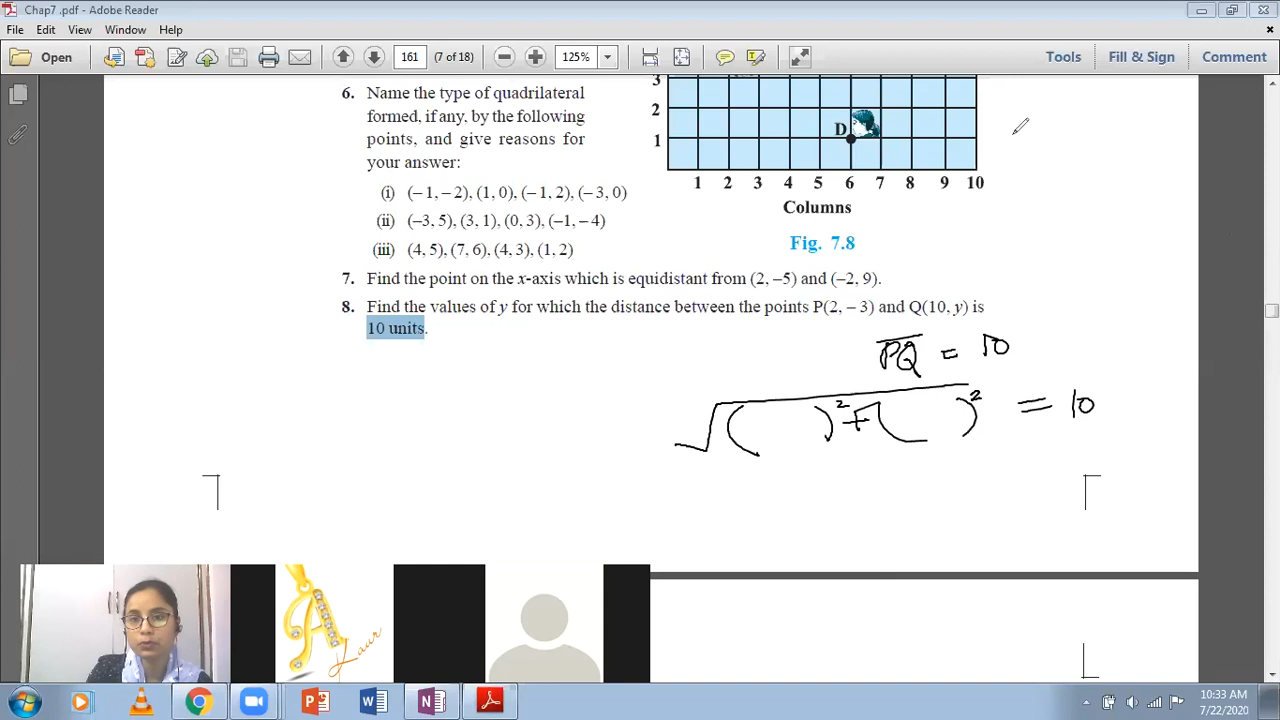 Chap7.pdf - Adobe Reader
File Edit View Window Help
Open 161 (7 of 18) 125% Tools Fill & Sign Comment
3
2
1
D
1 2 3 4 5 6 7 8 9 10
Columns
Fig. 7.8
6. Name the type of quadrilateral
formed, if any, by the following
points, and give reasons for
your answer:
(i) (– 1, – 2), (1, 0), (– 1, 2), (– 3, 0)
(ii) (–3, 5), (3, 1), (0, 3), (–1, – 4)
(iii) (4, 5), (7, 6), (4, 3), (1, 2)
7. Find the point on the x-axis which is equidistant from (2, –5) and (–2, 9).
8. Find the values of y for which the distance between the points P(2, – 3) and Q(10, y) is
10 units.
PQ = 10
√( )² + ( )² = 10
A Kaur
10:33 AM
7/22/2020